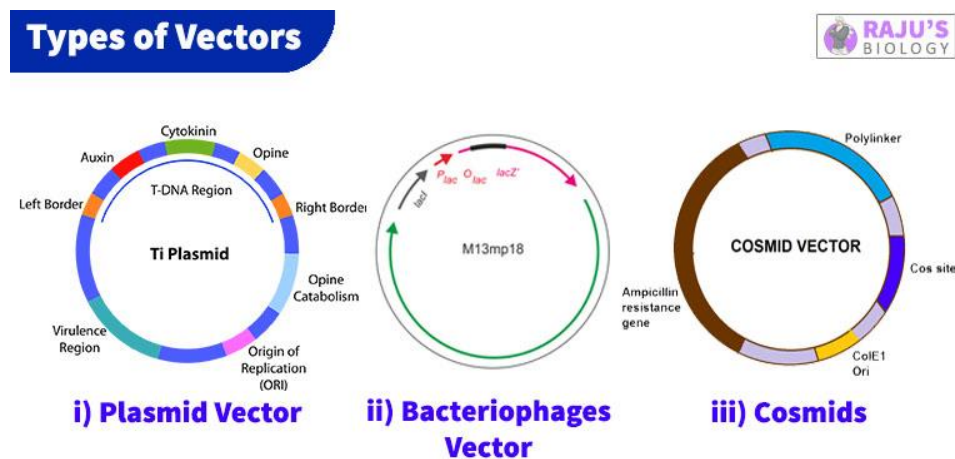 Types of Vectors
RAJU'S
BIOLOGY
Cytokinin
Auxin
Opine
T-DNA Region
Left Border
Right Border
Ti Plasmid
Opine
Catabolism
Virulence
Region
Origin of
Replication
(ORI)
i) Plasmid Vector
Plac Olac lacZ'
lacI
M13mp18
ii) Bacteriophages
Vector
Polylinker
COSMID VECTOR
Cos site
Ampicillin
resistance
gene
ColE1
Ori
iii) Cosmids